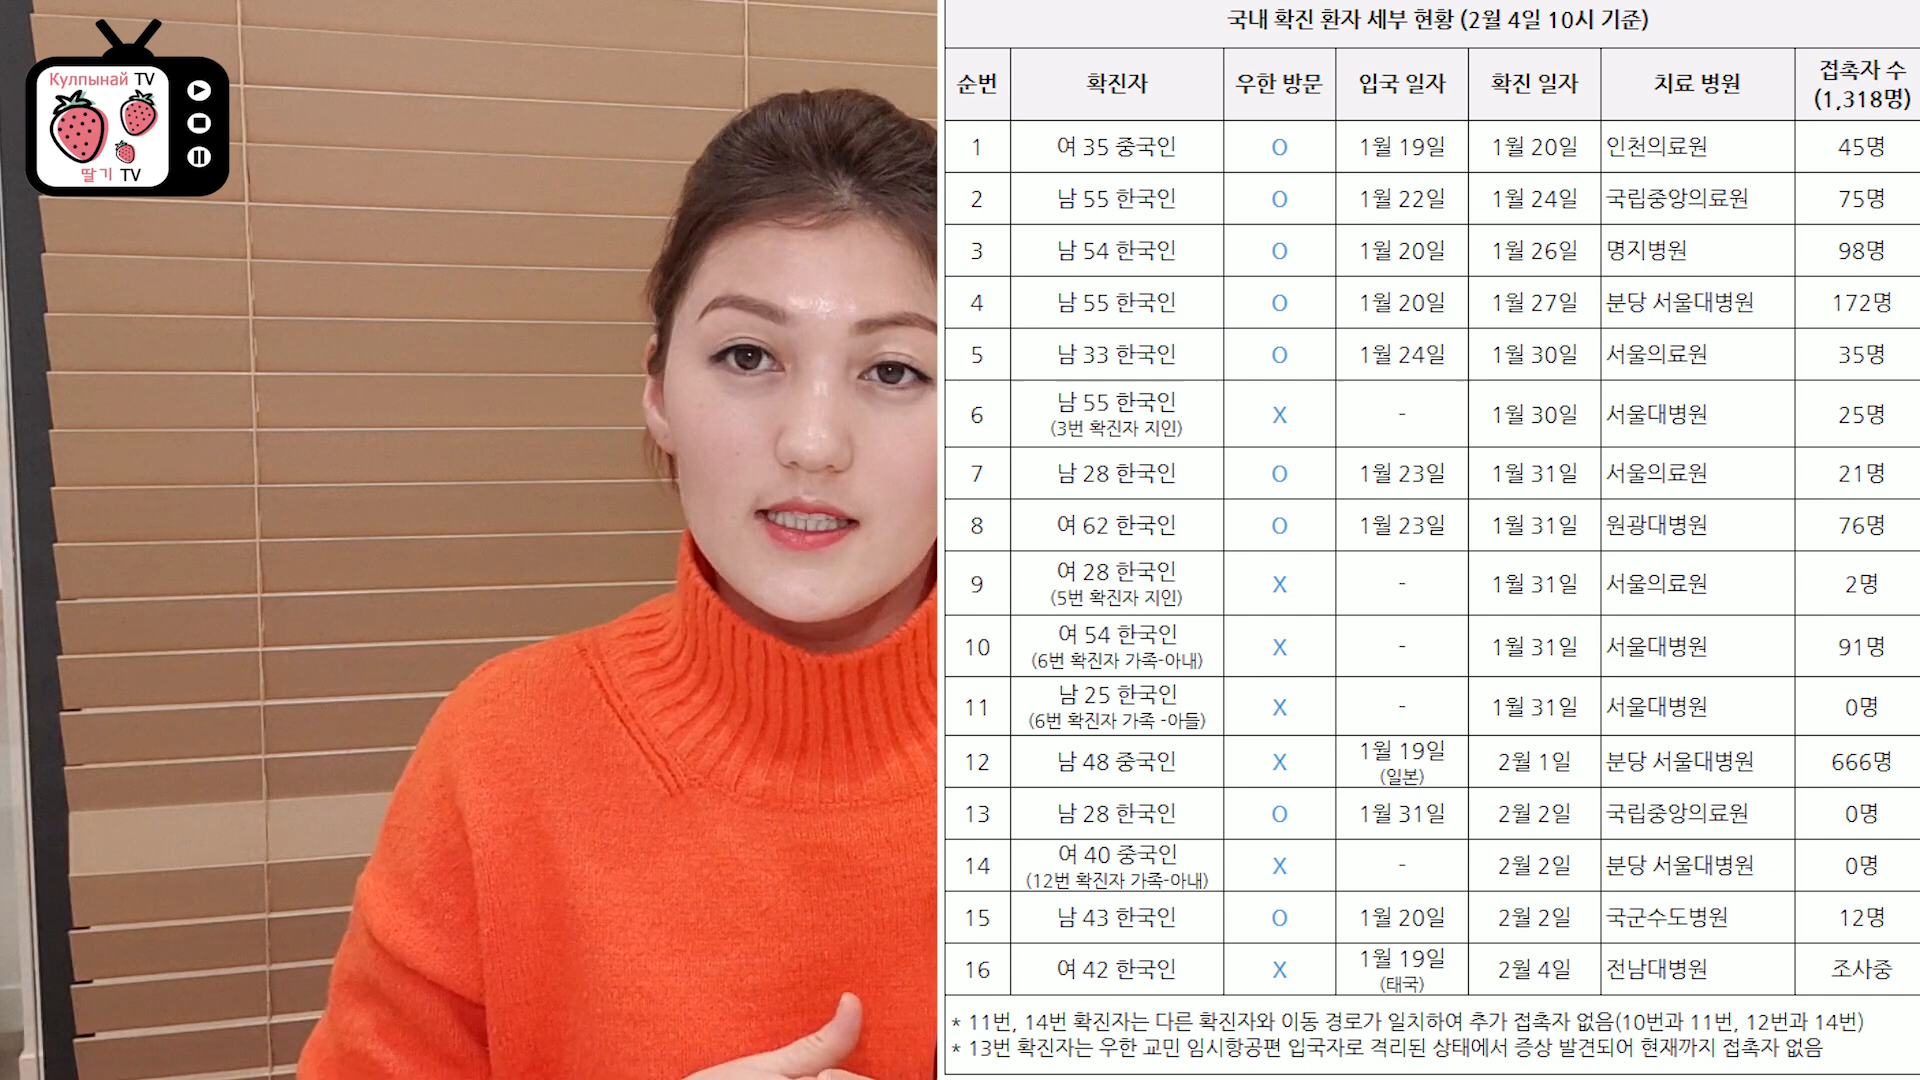 Кулпынай TV
딸기 TV
국내 확진 환자 세부 현황 (2월 4일 10시 기준)
순번 확진자 우한 방문 입국 일자 확진 일자 치료 병원 접촉자 수 (1,318명)
1 여 35 중국인 O 1월 19일 1월 20일 인천의료원 45명
2 남 55 한국인 O 1월 22일 1월 24일 국립중앙의료원 75명
3 남 54 한국인 O 1월 20일 1월 26일 명지병원 98명
4 남 55 한국인 O 1월 20일 1월 27일 분당 서울대병원 172명
5 남 33 한국인 O 1월 24일 1월 30일 서울의료원 35명
6 남 55 한국인 (3번 확진자 지인) X - 1월 30일 서울대병원 25명
7 남 28 한국인 O 1월 23일 1월 31일 서울의료원 21명
8 여 62 한국인 O 1월 23일 1월 31일 원광대병원 76명
9 여 28 한국인 (5번 확진자 지인) X - 1월 31일 서울의료원 2명
10 여 54 한국인 (6번 확진자 가족-아내) X - 1월 31일 서울대병원 91명
11 남 25 한국인 (6번 확진자 가족 -아들) X - 1월 31일 서울대병원 0명
12 남 48 중국인 X 1월 19일 (일본) 2월 1일 분당 서울대병원 666명
13 남 28 한국인 O 1월 31일 2월 2일 국립중앙의료원 0명
14 여 40 중국인 (12번 확진자 가족-아내) X - 2월 2일 분당 서울대병원 0명
15 남 43 한국인 O 1월 20일 2월 2일 국군수도병원 12명
16 여 42 한국인 X 1월 19일 (태국) 2월 4일 전남대병원 조사중
* 11번, 14번 확진자는 다른 확진자와 이동 경로가 일치하여 추가 접촉자 없음(10번과 11번, 12번과 14번)
* 13번 확진자는 우한 교민 임시항공편 입국자로 격리된 상태에서 증상 발견되어 현재까지 접촉자 없음